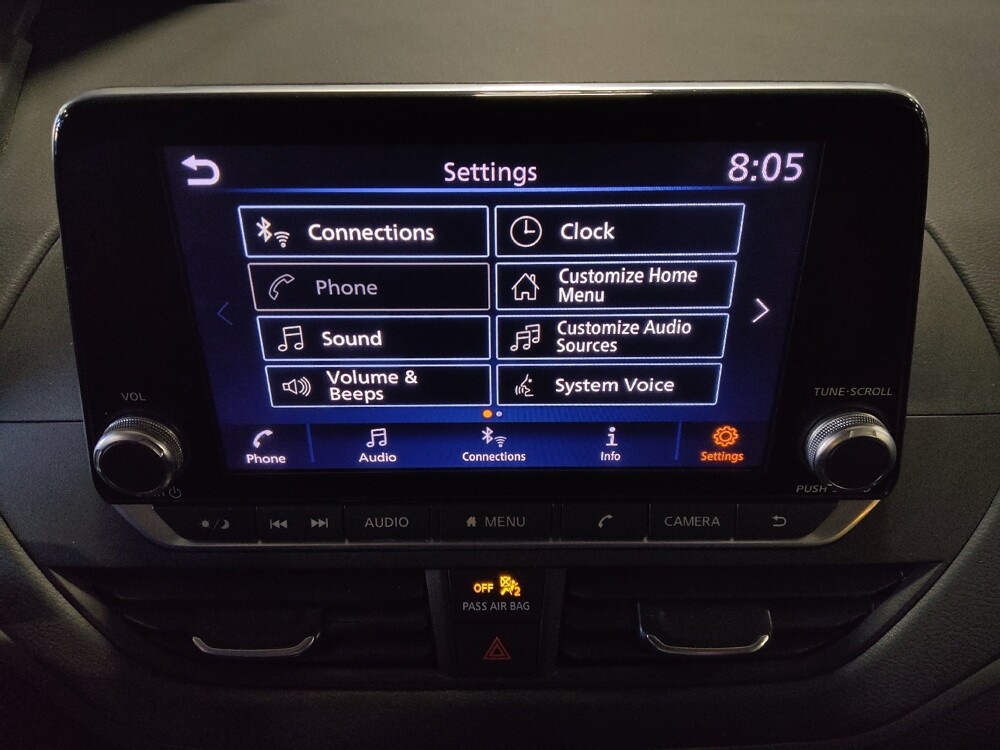 Settings
8:05
Connections
Clock
Phone
Customize Home
Menu
Sound
Customize Audio
Sources
Volume &
Beeps
System Voice
VOL
TUNE·SCROLL
Phone
Audio
Connections
i
Info
Settings
PUSH
AUDIO
MENU
CAMERA
OFF
2
PASS AIR BAG